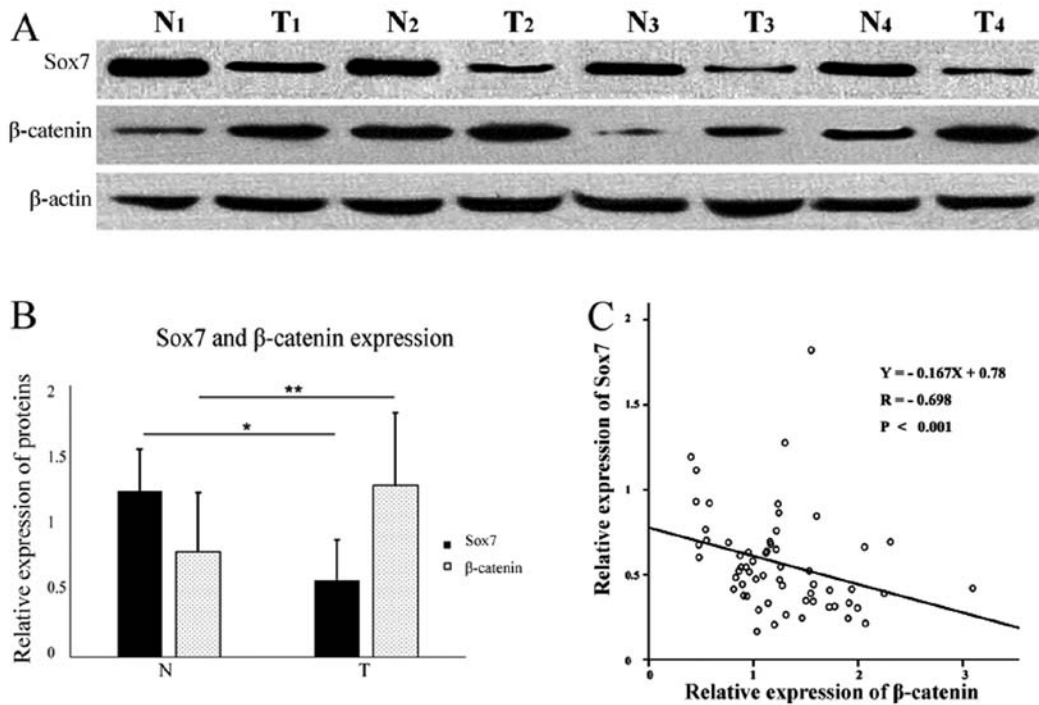 A
N1 T1 N2 T2 N3 T3 N4 T4
Sox7
β-catenin
β-actin
B
Sox7 and β-catenin expression
Relative expression of proteins
2
1.5
1
0.5
0
**
*
Sox7
β-catenin
N T
C
Relative expression of Sox7
2
1.5
1
0.5
0
Y = - 0.167X + 0.78
R = - 0.698
P < 0.001
0 1 2 3
Relative expression of β-catenin